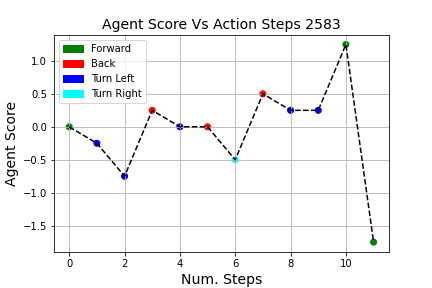 Agent Score Vs Action Steps 2583
Forward
Back
Turn Left
Turn Right
1.0
0.5
0.0
−0.5
−1.0
−1.5
Agent Score
0 2 4 6 8 10
Num. Steps